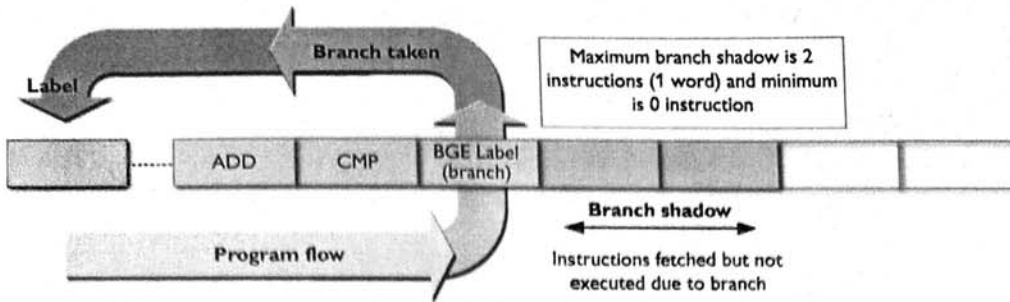 Branch taken
Label
Maximum branch shadow is 2
instructions (1 word) and minimum
is 0 instruction
ADD
CMP
BGE Label
(branch)
Branch shadow
Program flow
Instructions fetched but not
executed due to branch